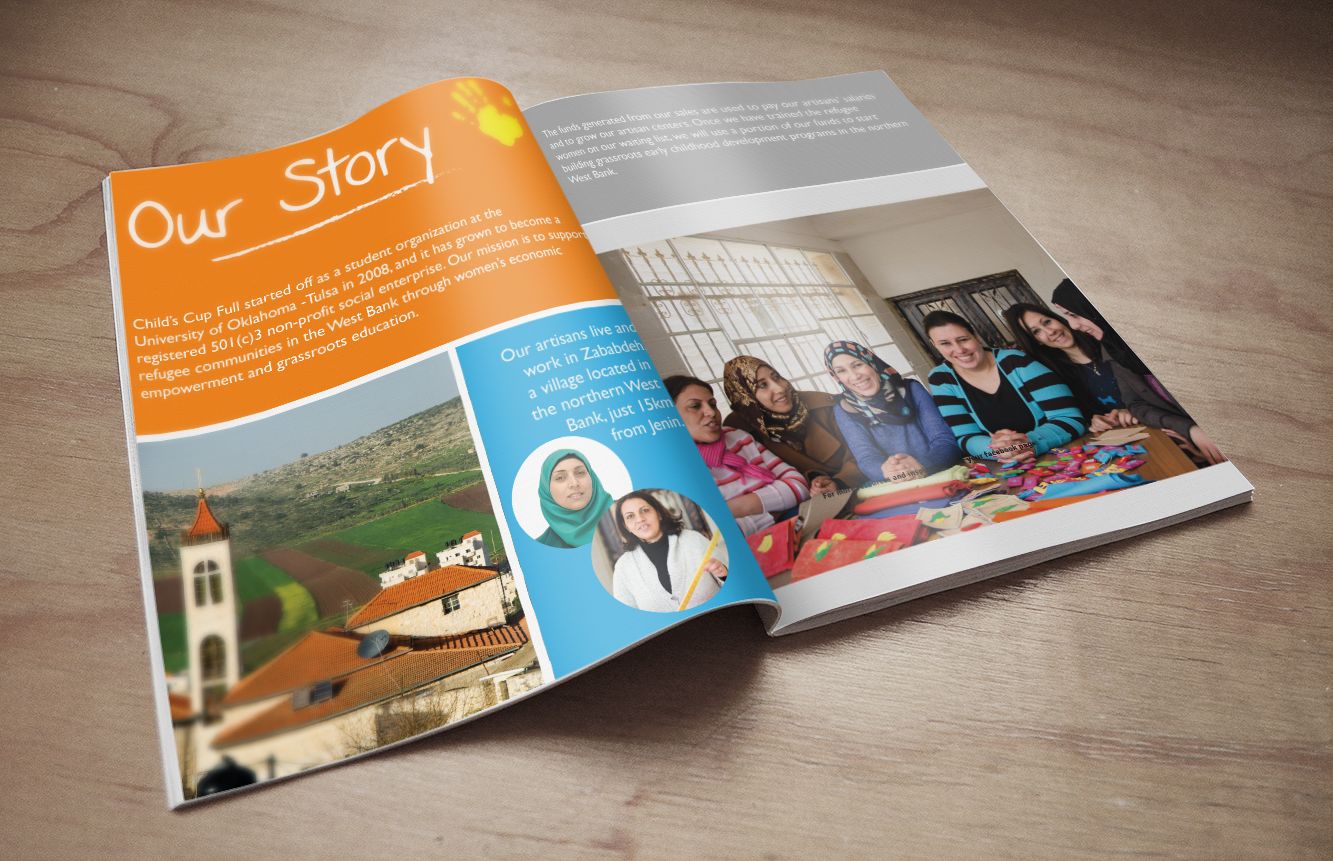 Our Story
Child's Cup Full started off as a student organization at the
University of Oklahoma -Tulsa in 2008, and it has grown to become a
registered 501(c)3 non-profit social enterprise. Our mission is to support
refugee communities in the West Bank through women's economic
empowerment and grassroots education.
Our artisans live and
work in Zababdeh
a village located in
the northern West
Bank, just 15km
from Jenin.
The funds generated from our sales are used to pay our artisans' salaries
and to grow our artisan centers. Once we have trained the refugee
women on our waiting list, we will use a portion of our funds to start
building grassroots early childhood development programs in the northern
West Bank.
For more
facebook